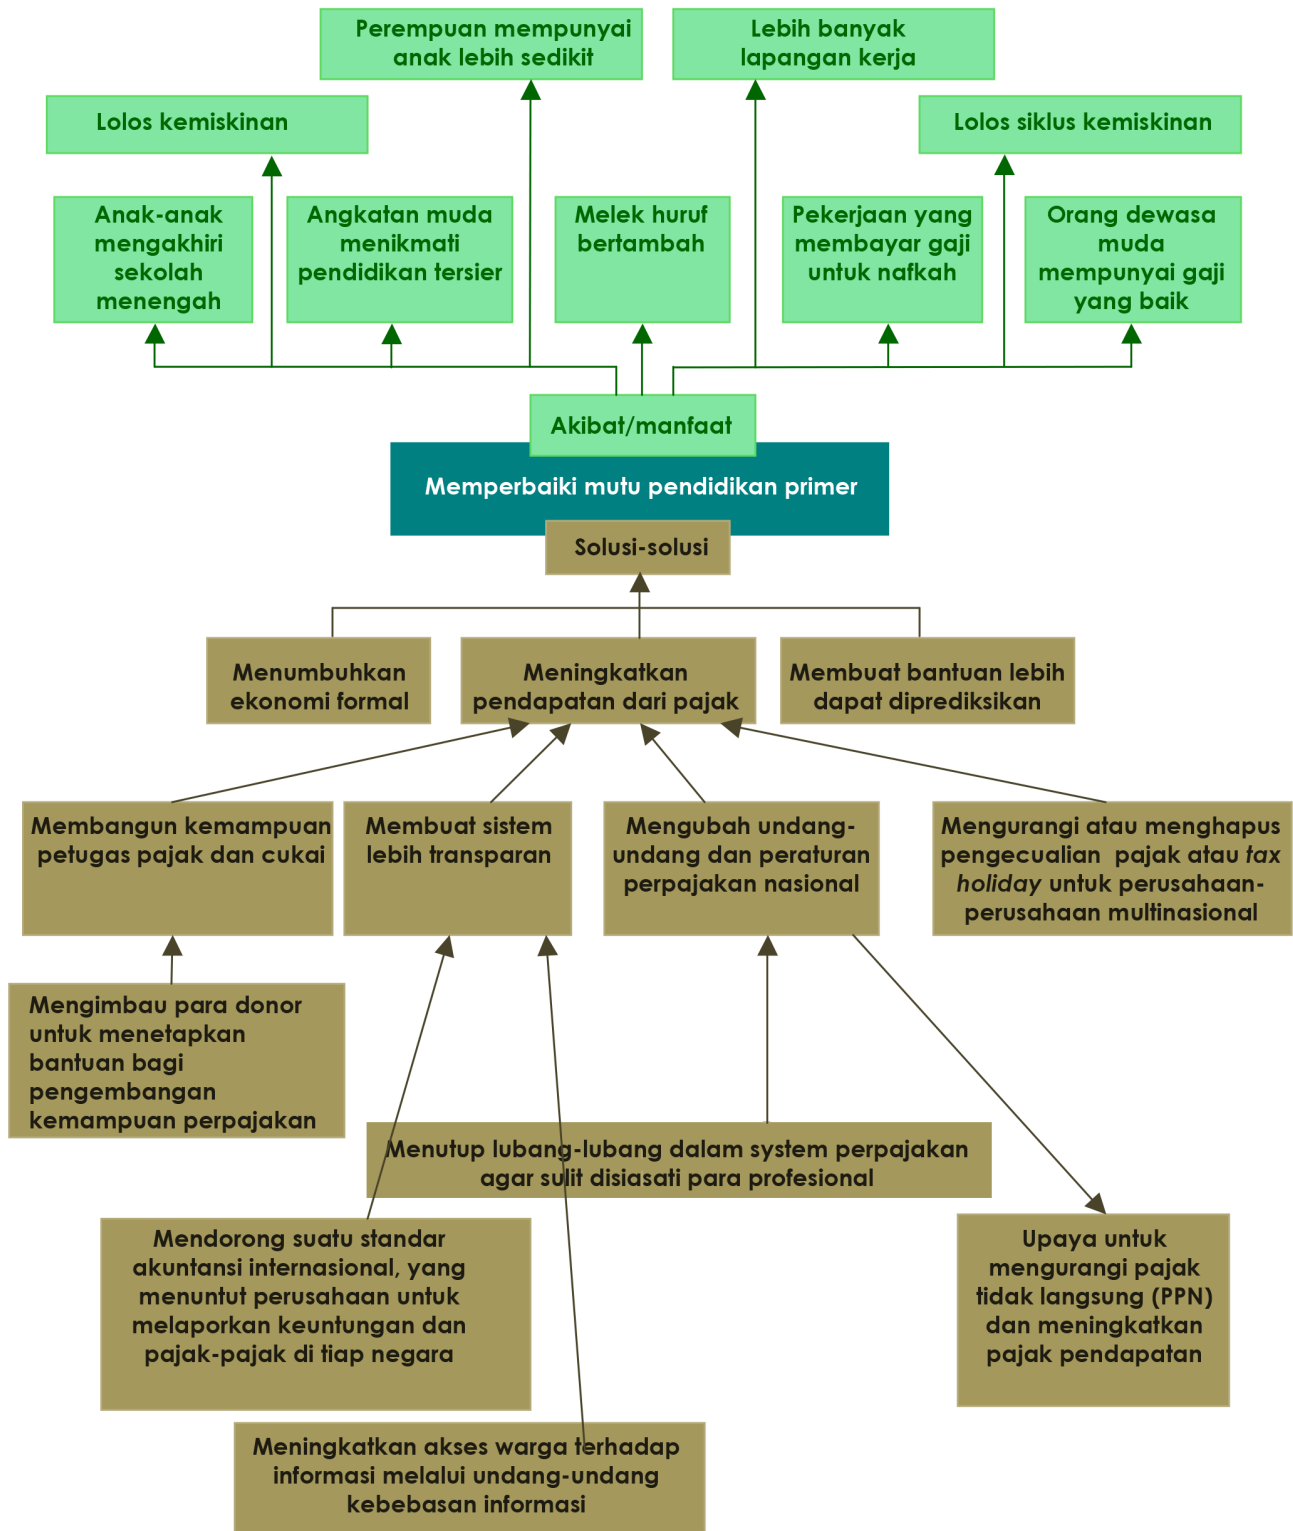 Perempuan mempunyai
anak lebih sedikit
Lebih banyak
lapangan kerja
Lolos kemiskinan
Lolos siklus kemiskinan
Anak-anak
mengakhiri
sekolah
menengah
Angkatan muda
menikmati
pendidikan tersier
Melek huruf
bertambah
Pekerjaan yang
membayar gaji
untuk nafkah
Orang dewasa
muda
mempunyai gaji
yang baik
Akibat/manfaat
Memperbaiki mutu pendidikan primer
Solusi-solusi
Menumbuhkan
ekonomi formal
Meningkatkan
pendapatan dari pajak
Membuat bantuan lebih
dapat diprediksikan
Membangun kemampuan
petugas pajak dan cukai
Membuat sistem
lebih transparan
Mengubah undang-
undang dan peraturan
perpajakan nasional
Mengurangi atau menghapus
pengecualian  pajak atau tax
holiday untuk perusahaan-
perusahaan multinasional
Mengimbau para donor
untuk menetapkan
bantuan bagi
pengembangan
kemampuan perpajakan
Menutup lubang-lubang dalam system perpajakan
agar sulit disiasati para profesional
Mendorong suatu standar
akuntansi internasional, yang
menuntut perusahaan untuk
melaporkan keuntungan dan
pajak-pajak di tiap negara
Upaya untuk
mengurangi pajak
tidak langsung (PPN)
dan meningkatkan
pajak pendapatan
Meningkatkan akses warga terhadap
informasi melalui undang-undang
kebebasan informasi